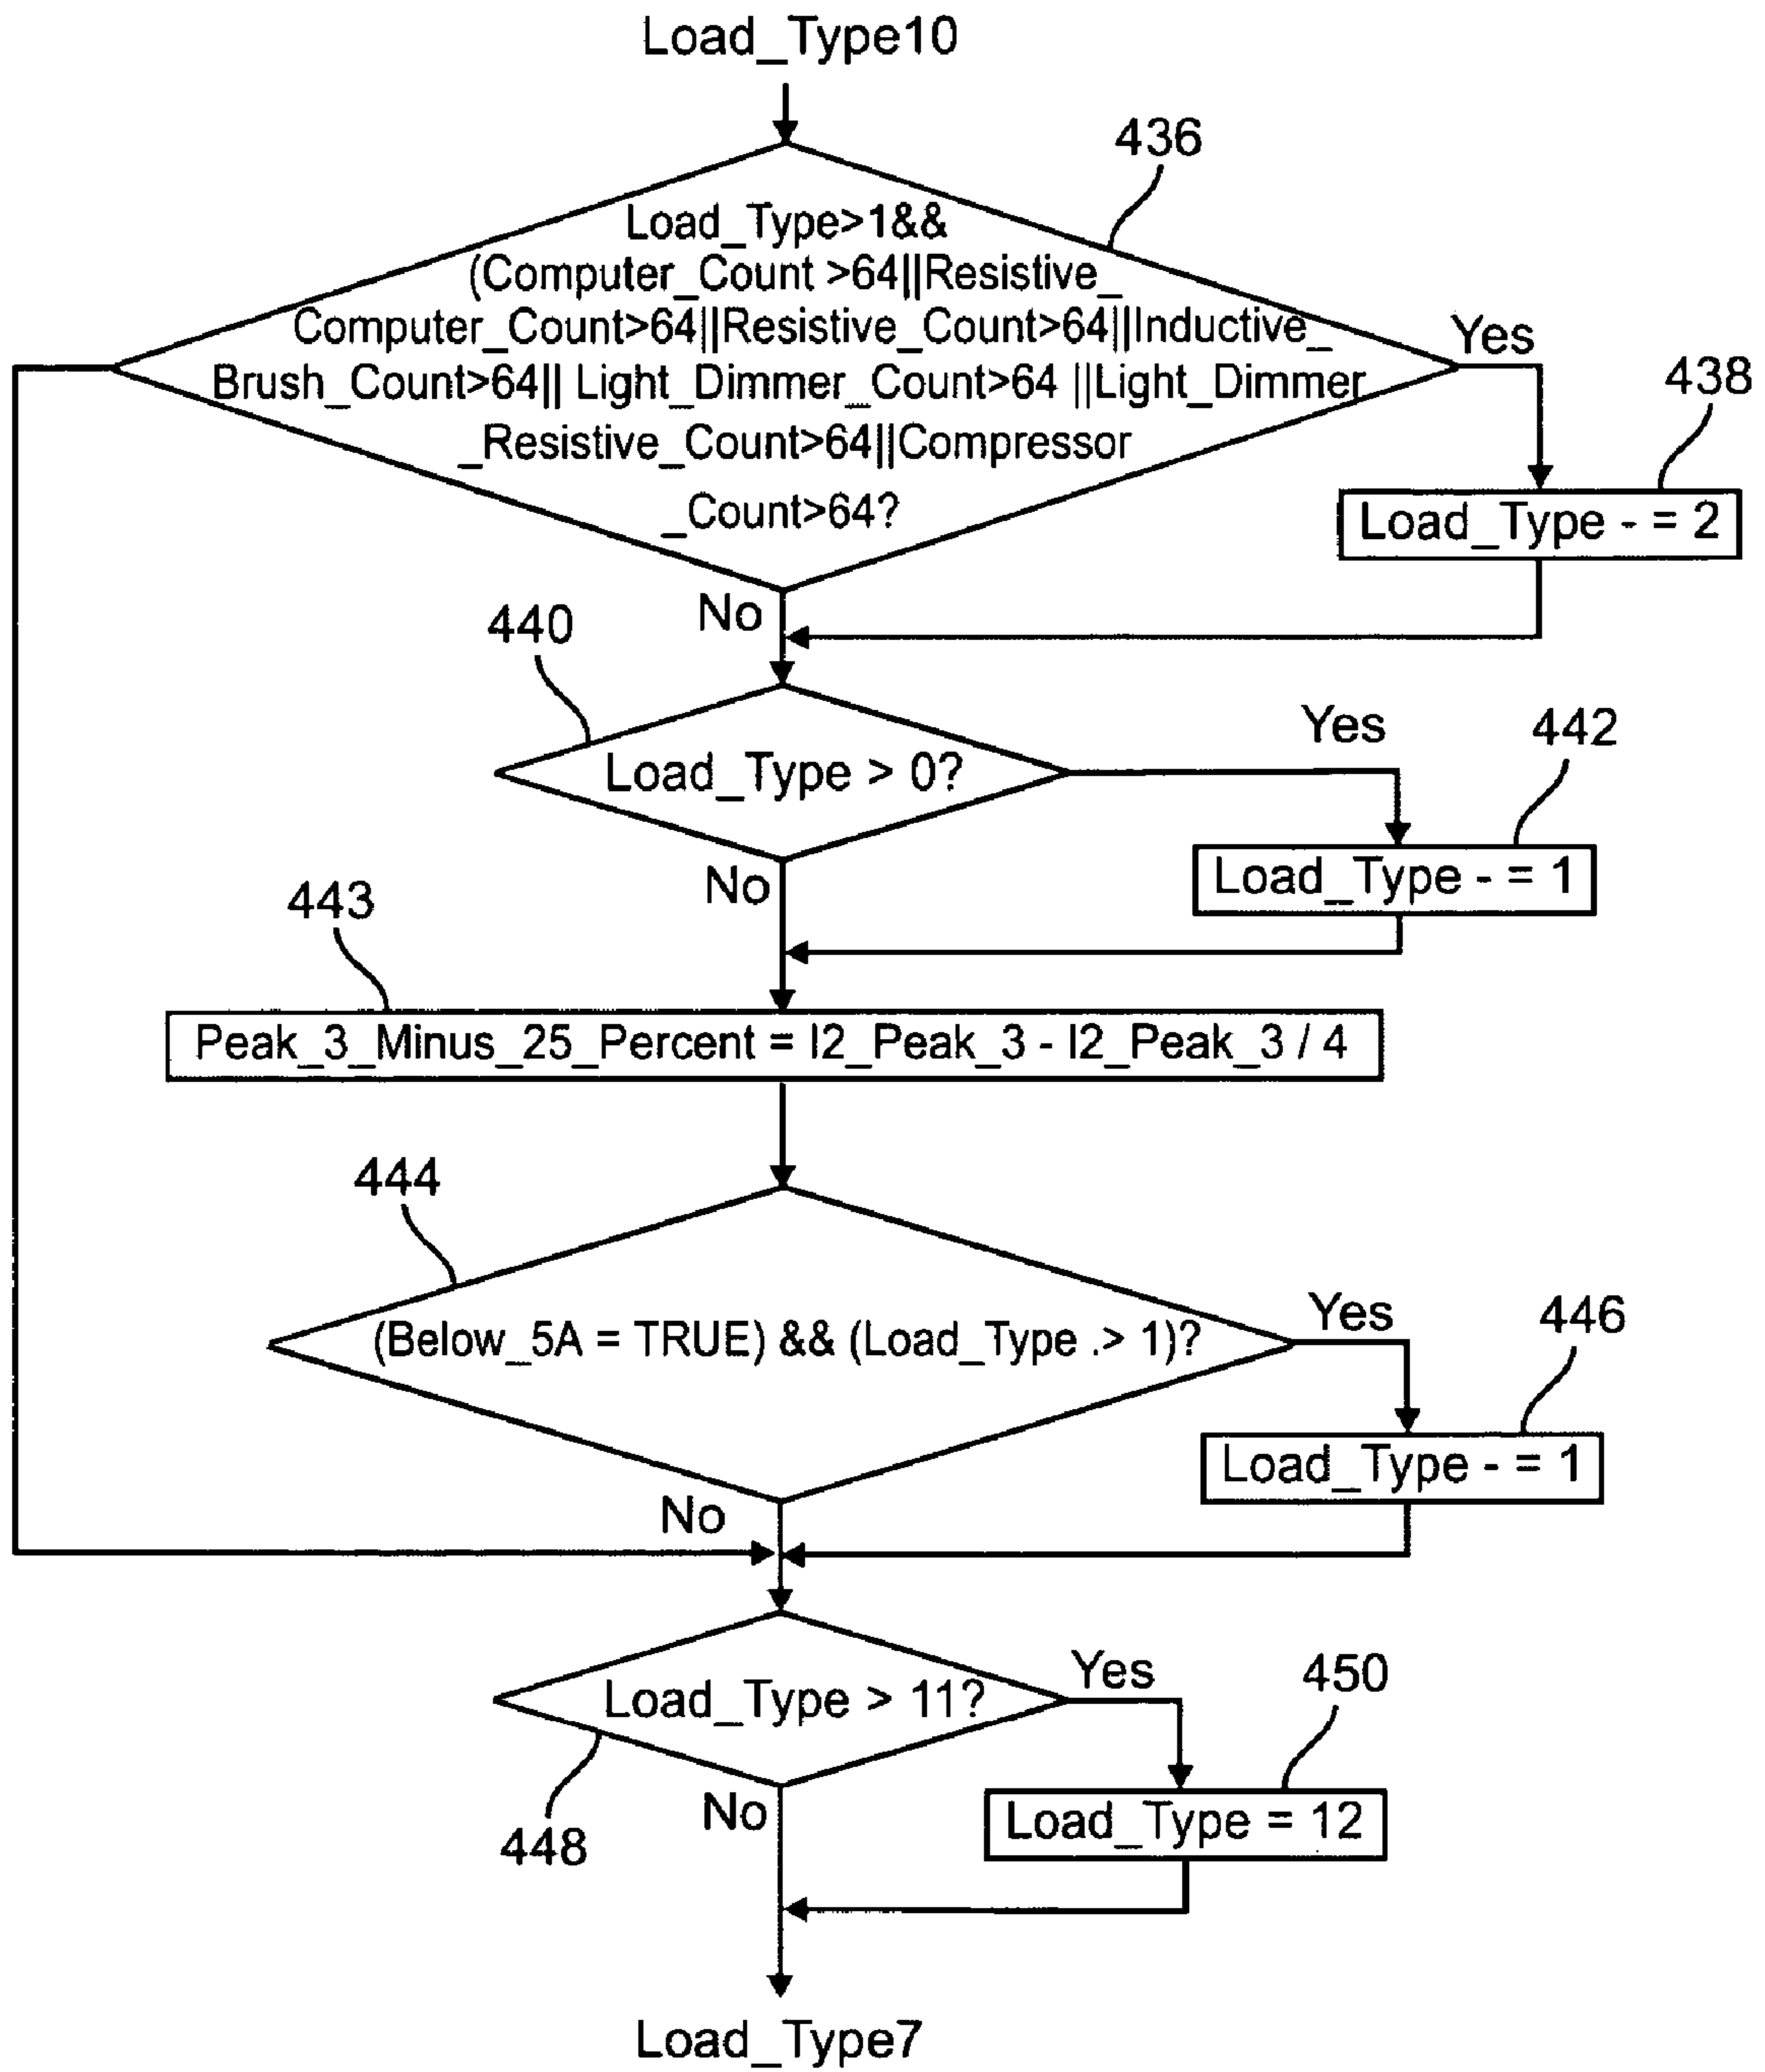 Load_Type10
436
Load_Type>1&&
(Computer_Count >64||Resistive_
Computer_Count>64||Resistive_Count>64||Inductive_
Brush_Count>64|| Light_Dimmer_Count>64 ||Light_Dimmer
_Resistive_Count>64||Compressor
_Count>64?
Yes
438
Load_Type - = 2
No
440
Load_Type > 0?
Yes
442
Load_Type - = 1
No
443
Peak_3_Minus_25_Percent = I2_Peak_3 - I2_Peak_3 / 4
444
(Below_5A = TRUE) && (Load_Type .> 1)?
Yes
446
Load_Type - = 1
No
Load_Type > 11?
Yes
450
448
No
Load_Type = 12
Load_Type7